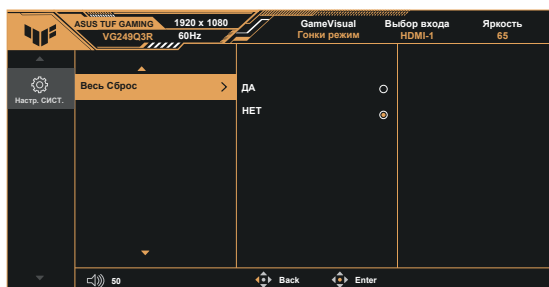 ASUS TUF GAMING 1920 x 1080 GameVisual Выбор входа Яркость
VG249Q3R 60Hz Гонки режим HDMI-1 65
Весь Сброс ДА
Настр. СИСТ.
НЕТ
50 Back Enter